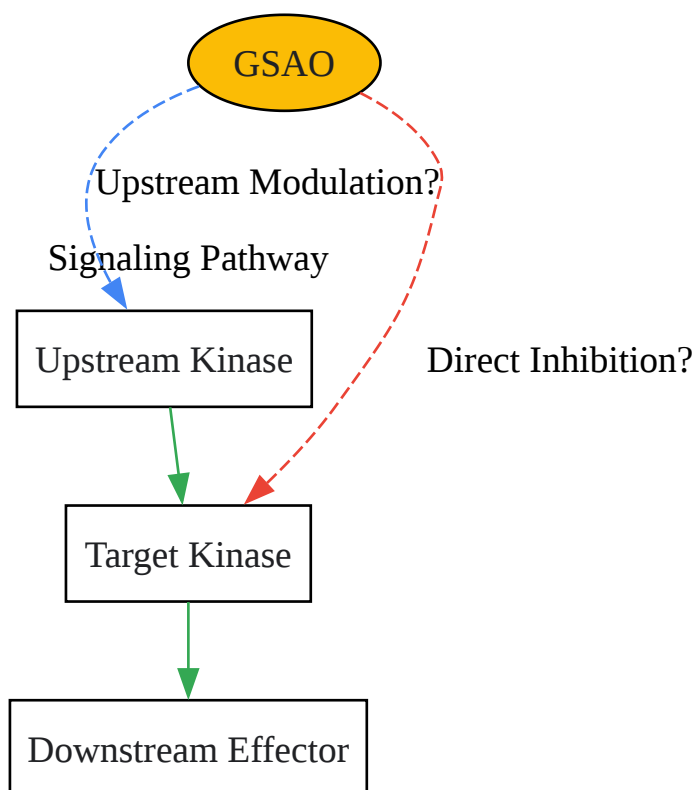 GSAO
Upstream Modulation?
Signaling Pathway
Upstream Kinase
Direct Inhibition?
Target Kinase
Downstream Effector